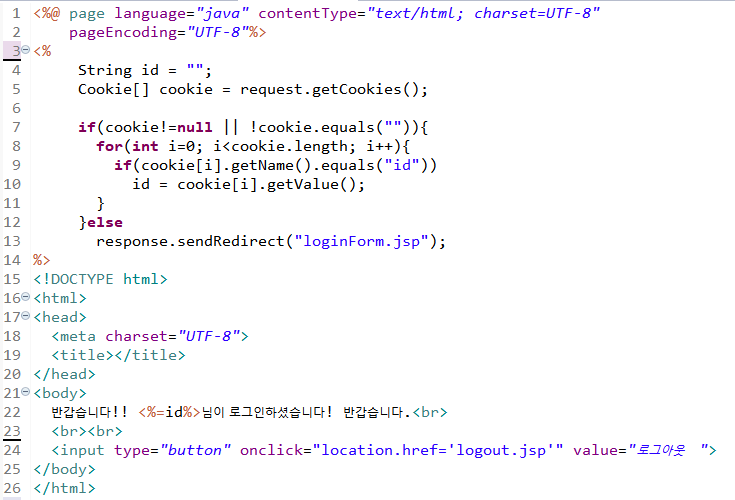 1 <%@ page language="java" contentType="text/html; charset=UTF-8"
2     pageEncoding="UTF-8"%>
3 <%
4      String id = "";
5      Cookie[] cookie = request.getCookies();
6
7      if(cookie!=null || !cookie.equals("")){
8        for(int i=0; i<cookie.length; i++){
9          if(cookie[i].getName().equals("id"))
10           id = cookie[i].getValue();
11       }
12     }else
13       response.sendRedirect("loginForm.jsp");
14 %>
15 <!DOCTYPE html>
16 <html>
17 <head>
18   <meta charset="UTF-8">
19   <title></title>
20 </head>
21 <body>
22   반갑습니다!! <%=id%>님이 로그인하셨습니다! 반갑습니다.<br>
23   <br><br>
24   <input type="button" onclick="location.href='logout.jsp'" value="로그아웃  ">
25 </body>
26 </html>